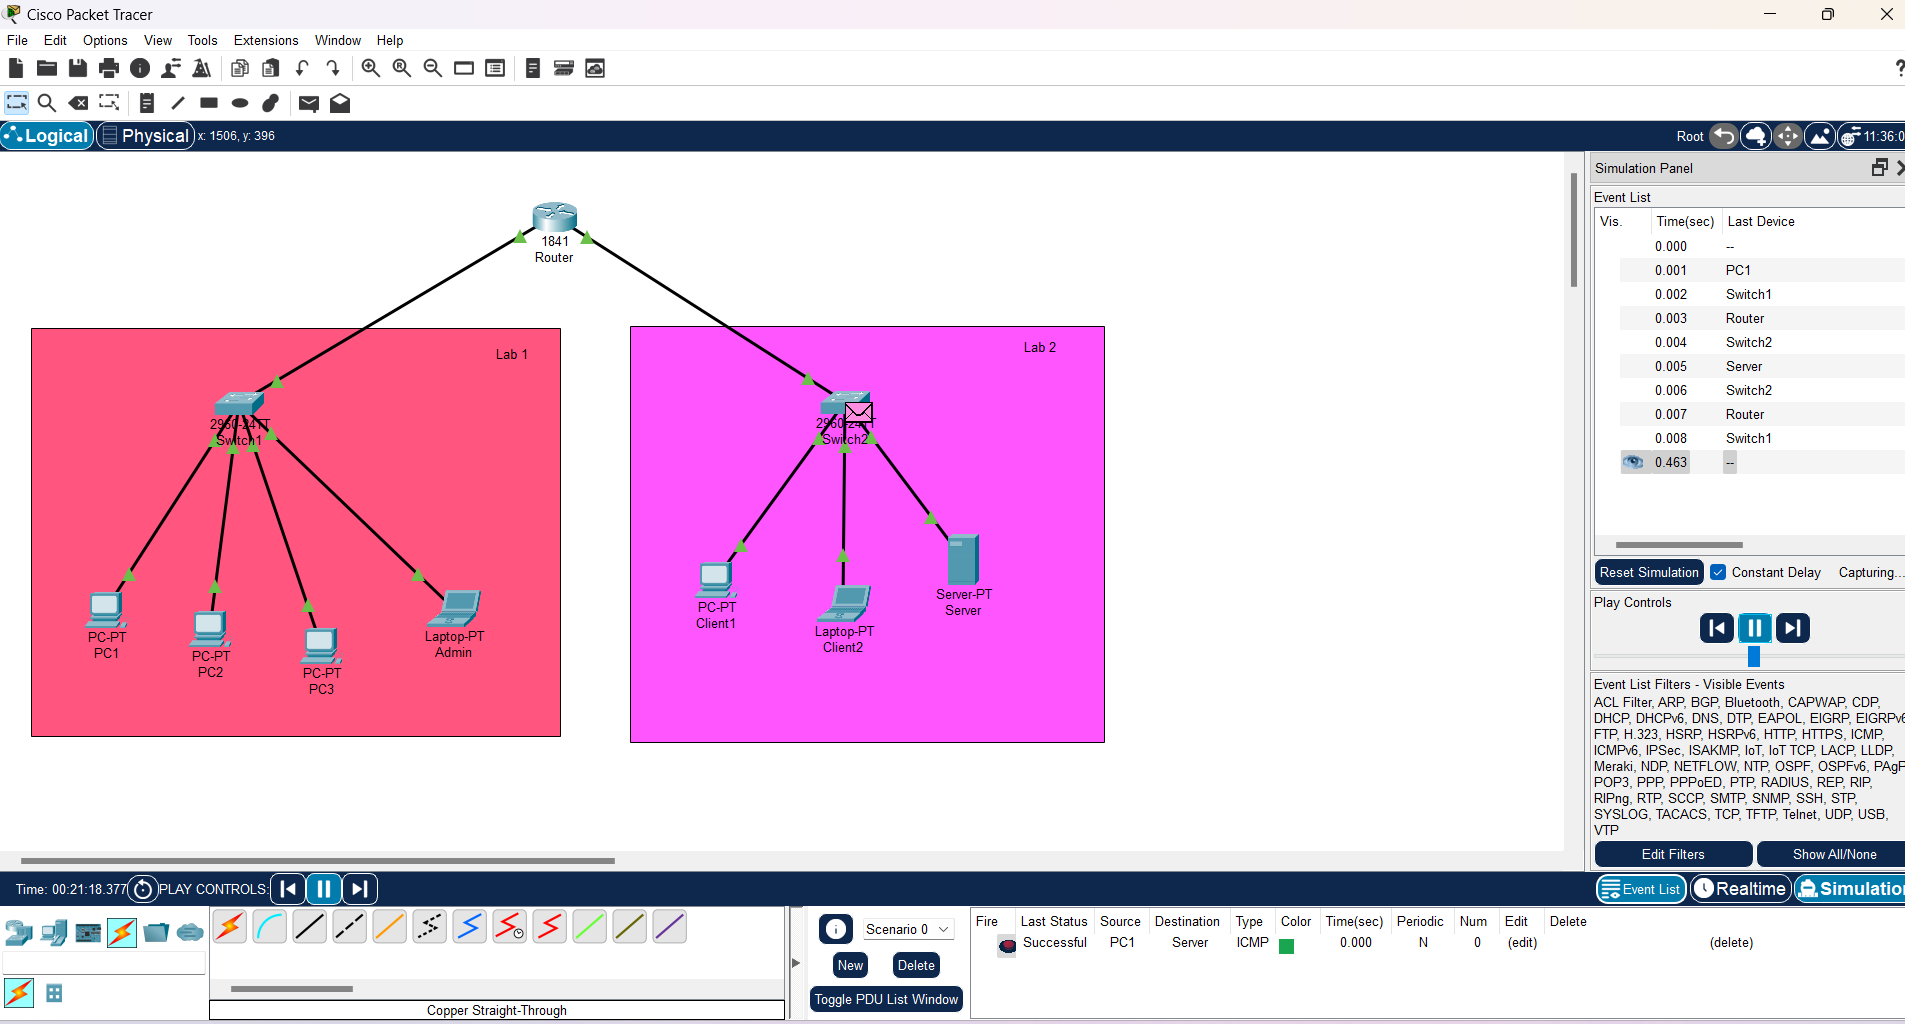 Cisco Packet Tracer
File Edit Options View Tools Extensions Window Help
?
Logical Physical x: 1506, y: 396 Root 11:36:0
Simulation Panel
Event List
Vis. Time(sec) Last Device
0.000 --
0.001 PC1
0.002 Switch1
0.003 Router
0.004 Switch2
0.005 Server
0.006 Switch2
0.007 Router
0.008 Switch1
0.463 --
1841
Router
Lab 1
2960-24TT
Switch1
PC-PT
PC1
PC-PT
PC2
PC-PT
PC3
Laptop-PT
Admin
Lab 2
2960-24TT
Switch2
PC-PT
Client1
Laptop-PT
Client2
Server-PT
Server
Reset Simulation Constant Delay Capturing...
Play Controls
Event List Filters - Visible Events
ACL Filter, ARP, BGP, Bluetooth, CAPWAP, CDP,
DHCP, DHCPv6, DNS, DTP, EAPOL, EIGRP, EIGRPv6
FTP, H.323, HSRP, HSRPv6, HTTP, HTTPS, ICMP,
ICMPv6, IPSec, ISAKMP, IoT, IoT TCP, LACP, LLDP,
Meraki, NDP, NETFLOW, NTP, OSPF, OSPFv6, PAgP
POP3, PPP, PPPoED, PTP, RADIUS, REP, RIP,
RIPng, RTP, SCCP, SMTP, SNMP, SSH, STP,
SYSLOG, TACACS, TCP, TFTP, Telnet, UDP, USB,
VTP
Edit Filters Show All/None
Time: 00:21:18.377 PLAY CONTROLS:
Event List Realtime Simulation
Scenario 0
New Delete
Toggle PDU List Window
Fire Last Status Source Destination Type Color Time(sec) Periodic Num Edit Delete
Successful PC1 Server ICMP 0.000 N 0 (edit) (delete)
Copper Straight-Through